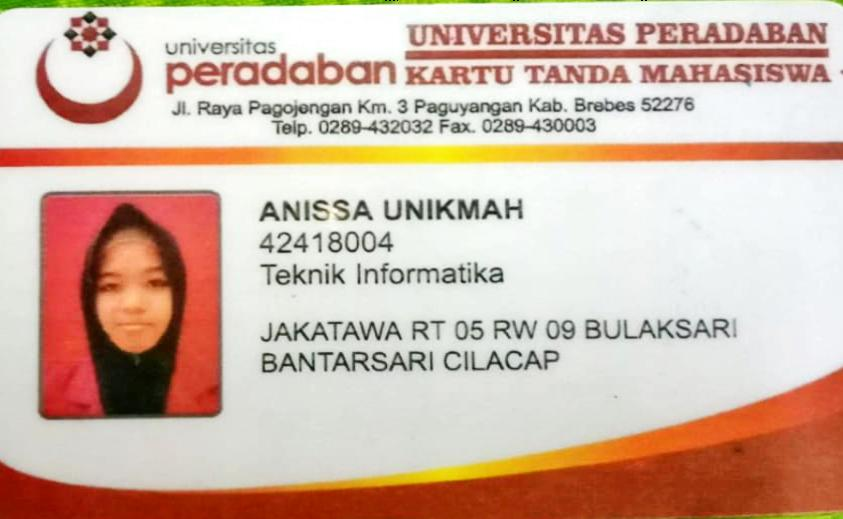 universitas
peradaban
UNIVERSITAS PERADABAN
KARTU TANDA MAHASISWA
Jl. Raya Pagojengan Km. 3 Paguyangan Kab. Brebes 52276
Telp. 0289-432032 Fax. 0289-430003
ANISSA UNIKMAH
42418004
Teknik Informatika
JAKATAWA RT 05 RW 09 BULAKSARI
BANTARSARI CILACAP